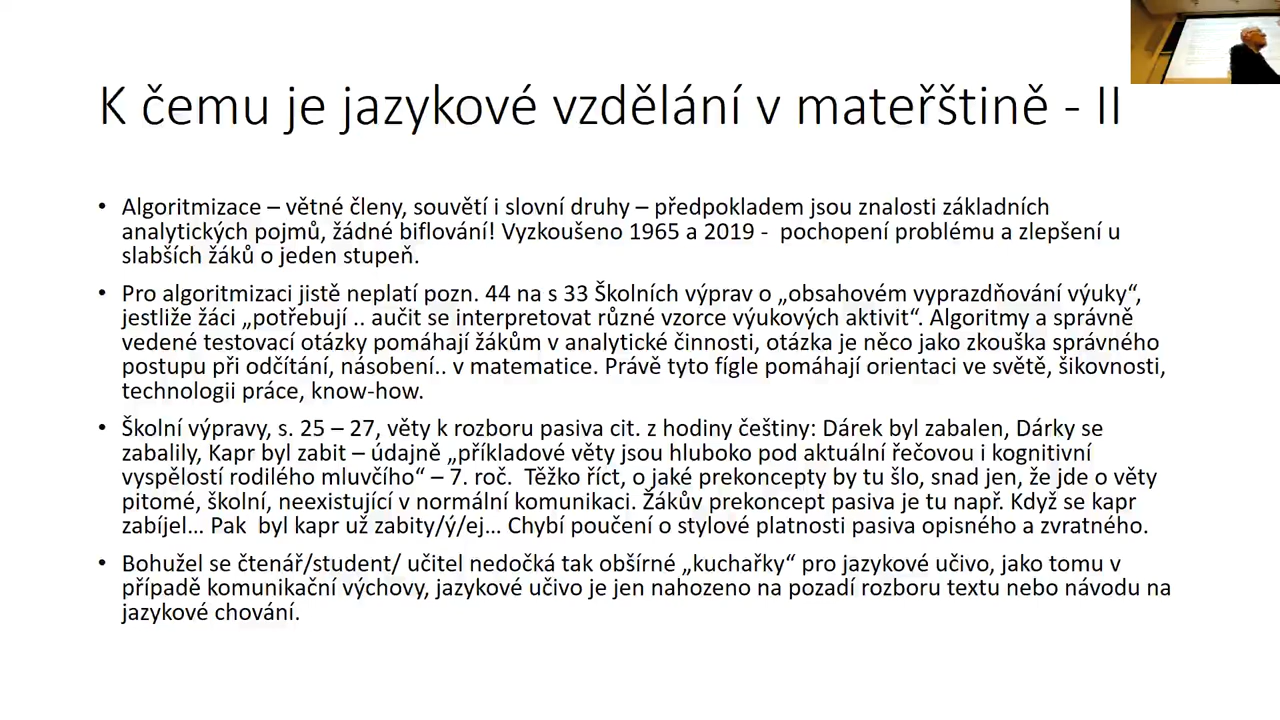 K čemu je jazykové vzdělání v mateřštině - II
• Algoritmizace – větné členy, souvětí i slovní druhy – předpokladem jsou znalosti základních
analytických pojmů, žádné biflování! Vyzkoušeno 1965 a 2019 - pochopení problému a zlepšení u
slabších žáků o jeden stupeň.
• Pro algoritmizaci jistě neplatí pozn. 44 na s 33 Školních výprav o „obsahovém vyprazdňování výuky“,
jestliže žáci „potřebují .. aučit se interpretovat různé vzorce výukových aktivit“. Algoritmy a správně
vedené testovací otázky pomáhají žákům v analytické činnosti, otázka je něco jako zkouška správného
postupu při odčítání, násobení.. v matematice. Právě tyto fígle pomáhají orientaci ve světě, šikovnosti,
technologii práce, know-how.
• Školní výpravy, s. 25 – 27, věty k rozboru pasiva cit. z hodiny češtiny: Dárek byl zabalen, Dárky se
zabalily, Kapr byl zabit – údajně „příkladové věty jsou hluboko pod aktuální řečovou i kognitivní
vyspělostí rodilého mluvčího“ – 7. roč. Těžko říct, o jaké prekoncepty by tu šlo, snad jen, že jde o věty
pitomé, školní, neexistující v normální komunikaci. Žákův prekoncept pasiva je tu např. Když se kapr
zabíjel… Pak byl kapr už zabity/ý/ej… Chybí poučení o stylové platnosti pasiva opisného a zvratného.
• Bohužel se čtenář/student/ učitel nedočká tak obšírné „kuchařky“ pro jazykové učivo, jako tomu v
případě komunikační výchovy, jazykové učivo je jen nahozeno na pozadí rozboru textu nebo návodu na
jazykové chování.